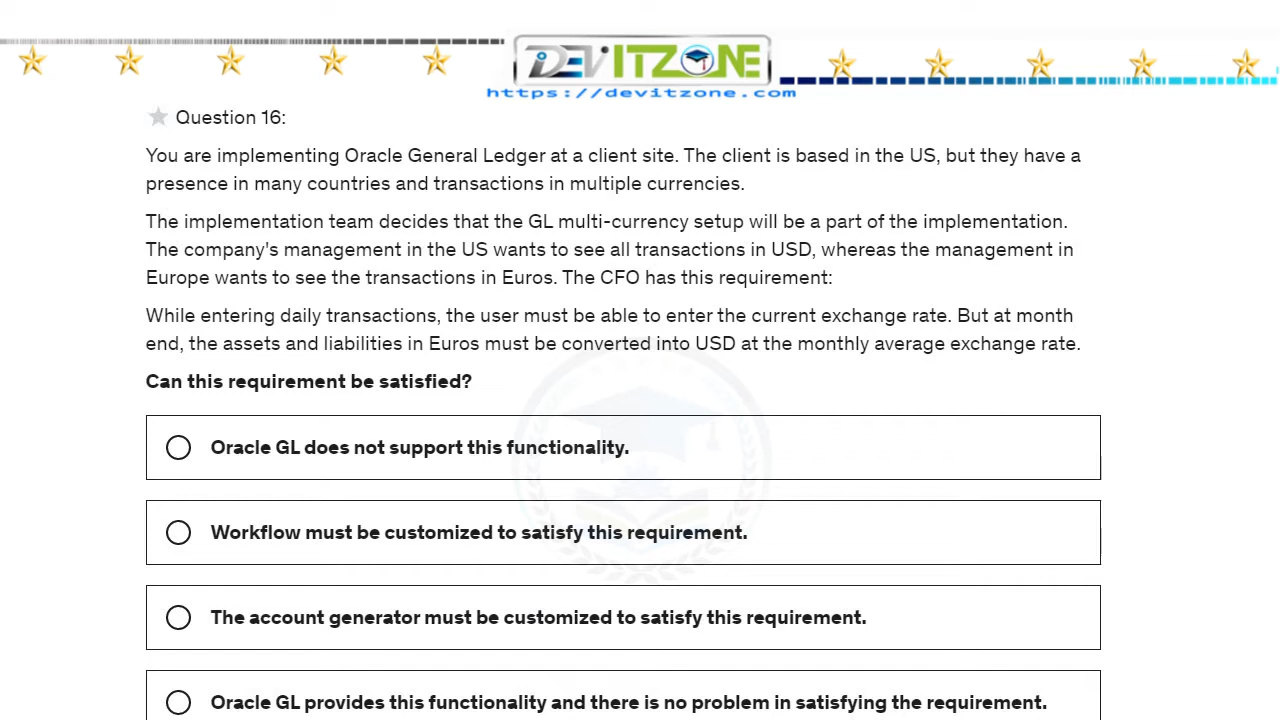 DEV ITZONE
https://devitzone.com
Question 16:
You are implementing Oracle General Ledger at a client site. The client is based in the US, but they have a
presence in many countries and transactions in multiple currencies.
The implementation team decides that the GL multi-currency setup will be a part of the implementation.
The company's management in the US wants to see all transactions in USD, whereas the management in
Europe wants to see the transactions in Euros. The CFO has this requirement:
While entering daily transactions, the user must be able to enter the current exchange rate. But at month
end, the assets and liabilities in Euros must be converted into USD at the monthly average exchange rate.
Can this requirement be satisfied?
Oracle GL does not support this functionality.
Workflow must be customized to satisfy this requirement.
The account generator must be customized to satisfy this requirement.
Oracle GL provides this functionality and there is no problem in satisfying the requirement.